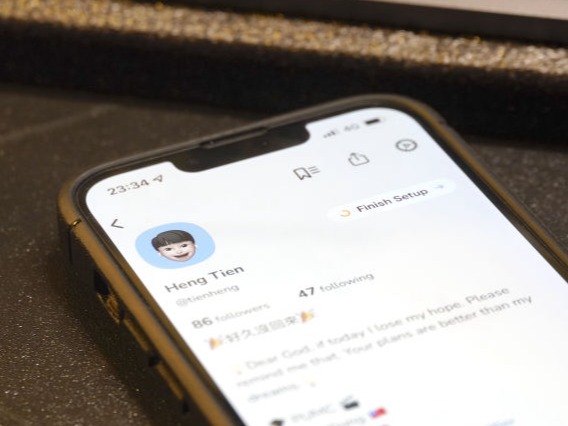 23:34
4G
Finish Setup →
Heng Tien
@tienheng
86 followers 47 following
🎉好久沒回來🎉
Dear God, if today I lose my hope. Please
remind me that. Your plans are better than my
dreams.